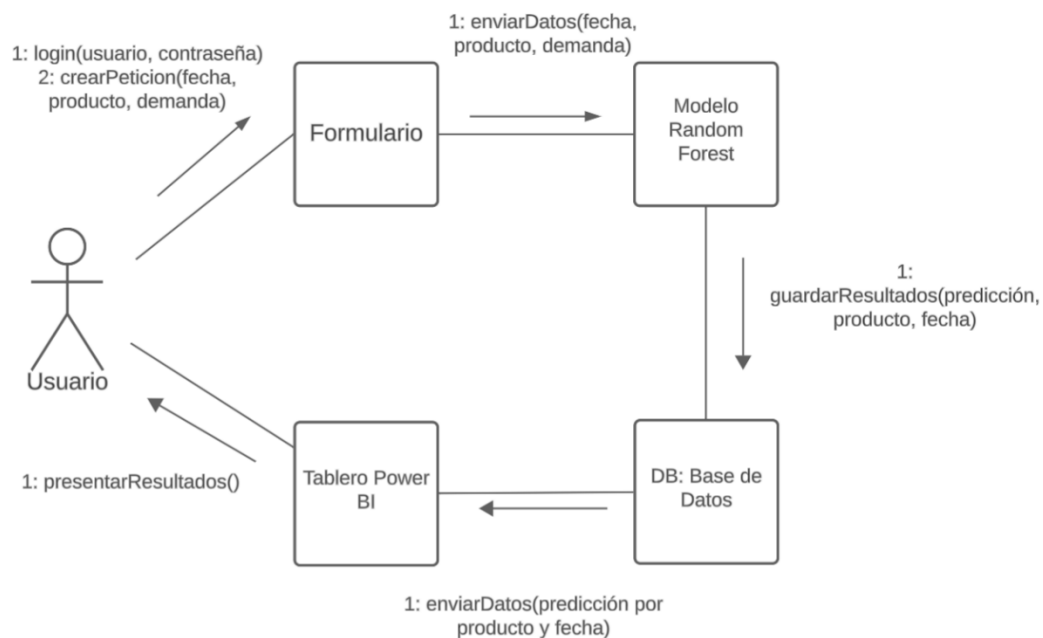 1: login(usuario, contraseña)
2: crearPeticion(fecha,
producto, demanda)
1: enviarDatos(fecha,
producto, demanda)
Formulario
Modelo
Random
Forest
1:
guardarResultados(predicción,
producto, fecha)
Usuario
1: presentarResultados()
Tablero Power
BI
DB: Base de
Datos
1: enviarDatos(predicción por
producto y fecha)